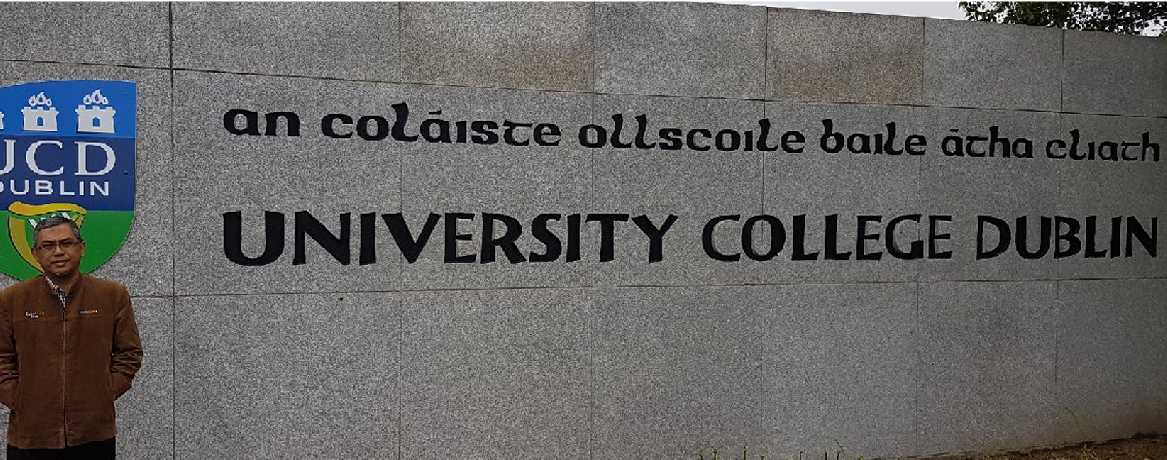 UCD
DUBLIN
an coláiste ollscoile baile átha cliath
UNIVERSITY COLLEGE DUBLIN